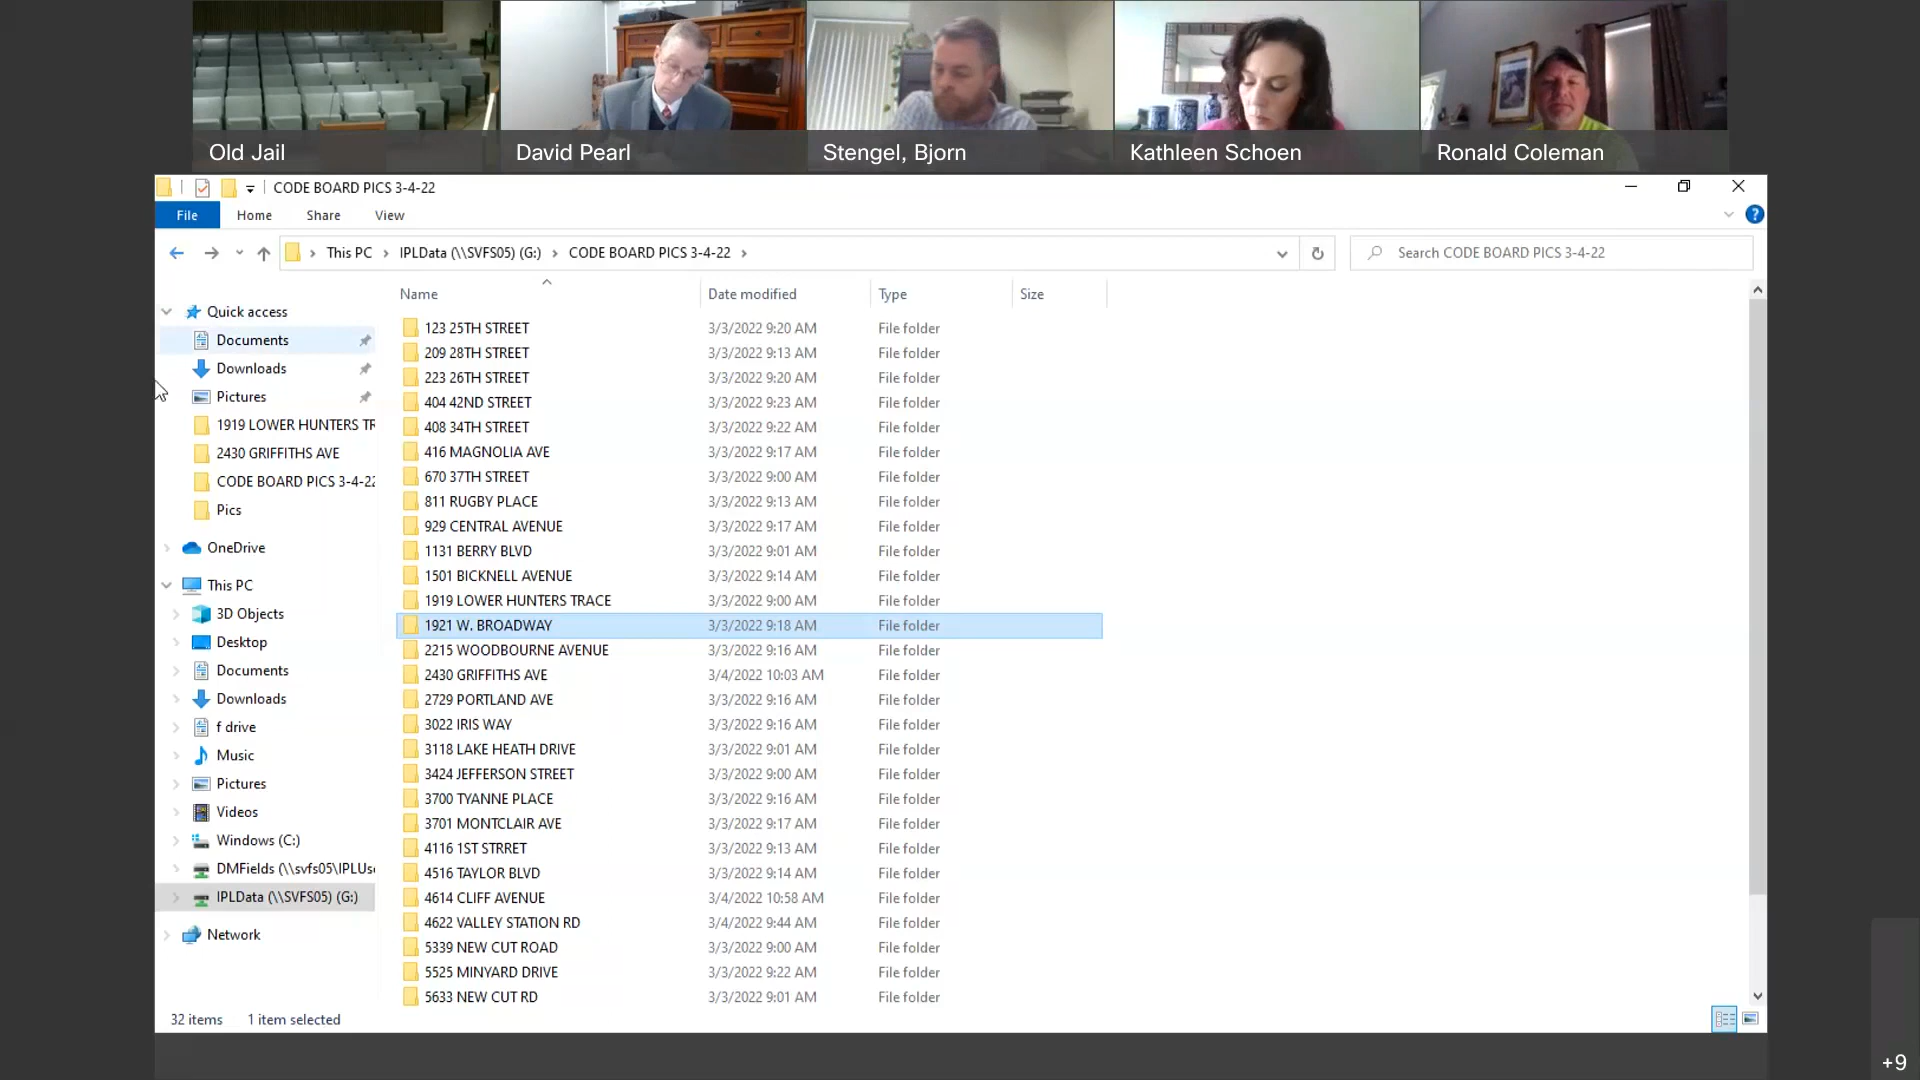 Old Jail
David Pearl
Stengel, Bjorn
Kathleen Schoen
Ronald Coleman
CODE BOARD PICS 3-4-22
File Home Share View
This PC IPLData (\\SVFS05) (G:) CODE BOARD PICS 3-4-22
Search CODE BOARD PICS 3-4-22
Quick access
Documents
Downloads
Pictures
1919 LOWER HUNTERS TR
2430 GRIFFITHS AVE
CODE BOARD PICS 3-4-22
Pics
OneDrive
This PC
3D Objects
Desktop
Documents
Downloads
f drive
Music
Pictures
Videos
Windows (C:)
DMFields (\\svfs05\IPLUse
IPLData (\\SVFS05) (G:)
Network
Name Date modified Type Size
123 25TH STREET 3/3/2022 9:20 AM File folder
209 28TH STREET 3/3/2022 9:13 AM File folder
223 26TH STREET 3/3/2022 9:20 AM File folder
404 42ND STREET 3/3/2022 9:23 AM File folder
408 34TH STREET 3/3/2022 9:22 AM File folder
416 MAGNOLIA AVE 3/3/2022 9:17 AM File folder
670 37TH STREET 3/3/2022 9:00 AM File folder
811 RUGBY PLACE 3/3/2022 9:13 AM File folder
929 CENTRAL AVENUE 3/3/2022 9:17 AM File folder
1131 BERRY BLVD 3/3/2022 9:01 AM File folder
1501 BICKNELL AVENUE 3/3/2022 9:14 AM File folder
1919 LOWER HUNTERS TRACE 3/3/2022 9:00 AM File folder
1921 W. BROADWAY 3/3/2022 9:18 AM File folder
2215 WOODBOURNE AVENUE 3/3/2022 9:16 AM File folder
2430 GRIFFITHS AVE 3/4/2022 10:03 AM File folder
2729 PORTLAND AVE 3/3/2022 9:16 AM File folder
3022 IRIS WAY 3/3/2022 9:16 AM File folder
3118 LAKE HEATH DRIVE 3/3/2022 9:01 AM File folder
3424 JEFFERSON STREET 3/3/2022 9:00 AM File folder
3700 TYANNE PLACE 3/3/2022 9:16 AM File folder
3701 MONTCLAIR AVE 3/3/2022 9:17 AM File folder
4116 1ST STRRET 3/3/2022 9:13 AM File folder
4516 TAYLOR BLVD 3/3/2022 9:14 AM File folder
4614 CLIFF AVENUE 3/4/2022 10:58 AM File folder
4622 VALLEY STATION RD 3/4/2022 9:44 AM File folder
5339 NEW CUT ROAD 3/3/2022 9:00 AM File folder
5525 MINYARD DRIVE 3/3/2022 9:22 AM File folder
5633 NEW CUT RD 3/3/2022 9:01 AM File folder
32 items 1 item selected
+9